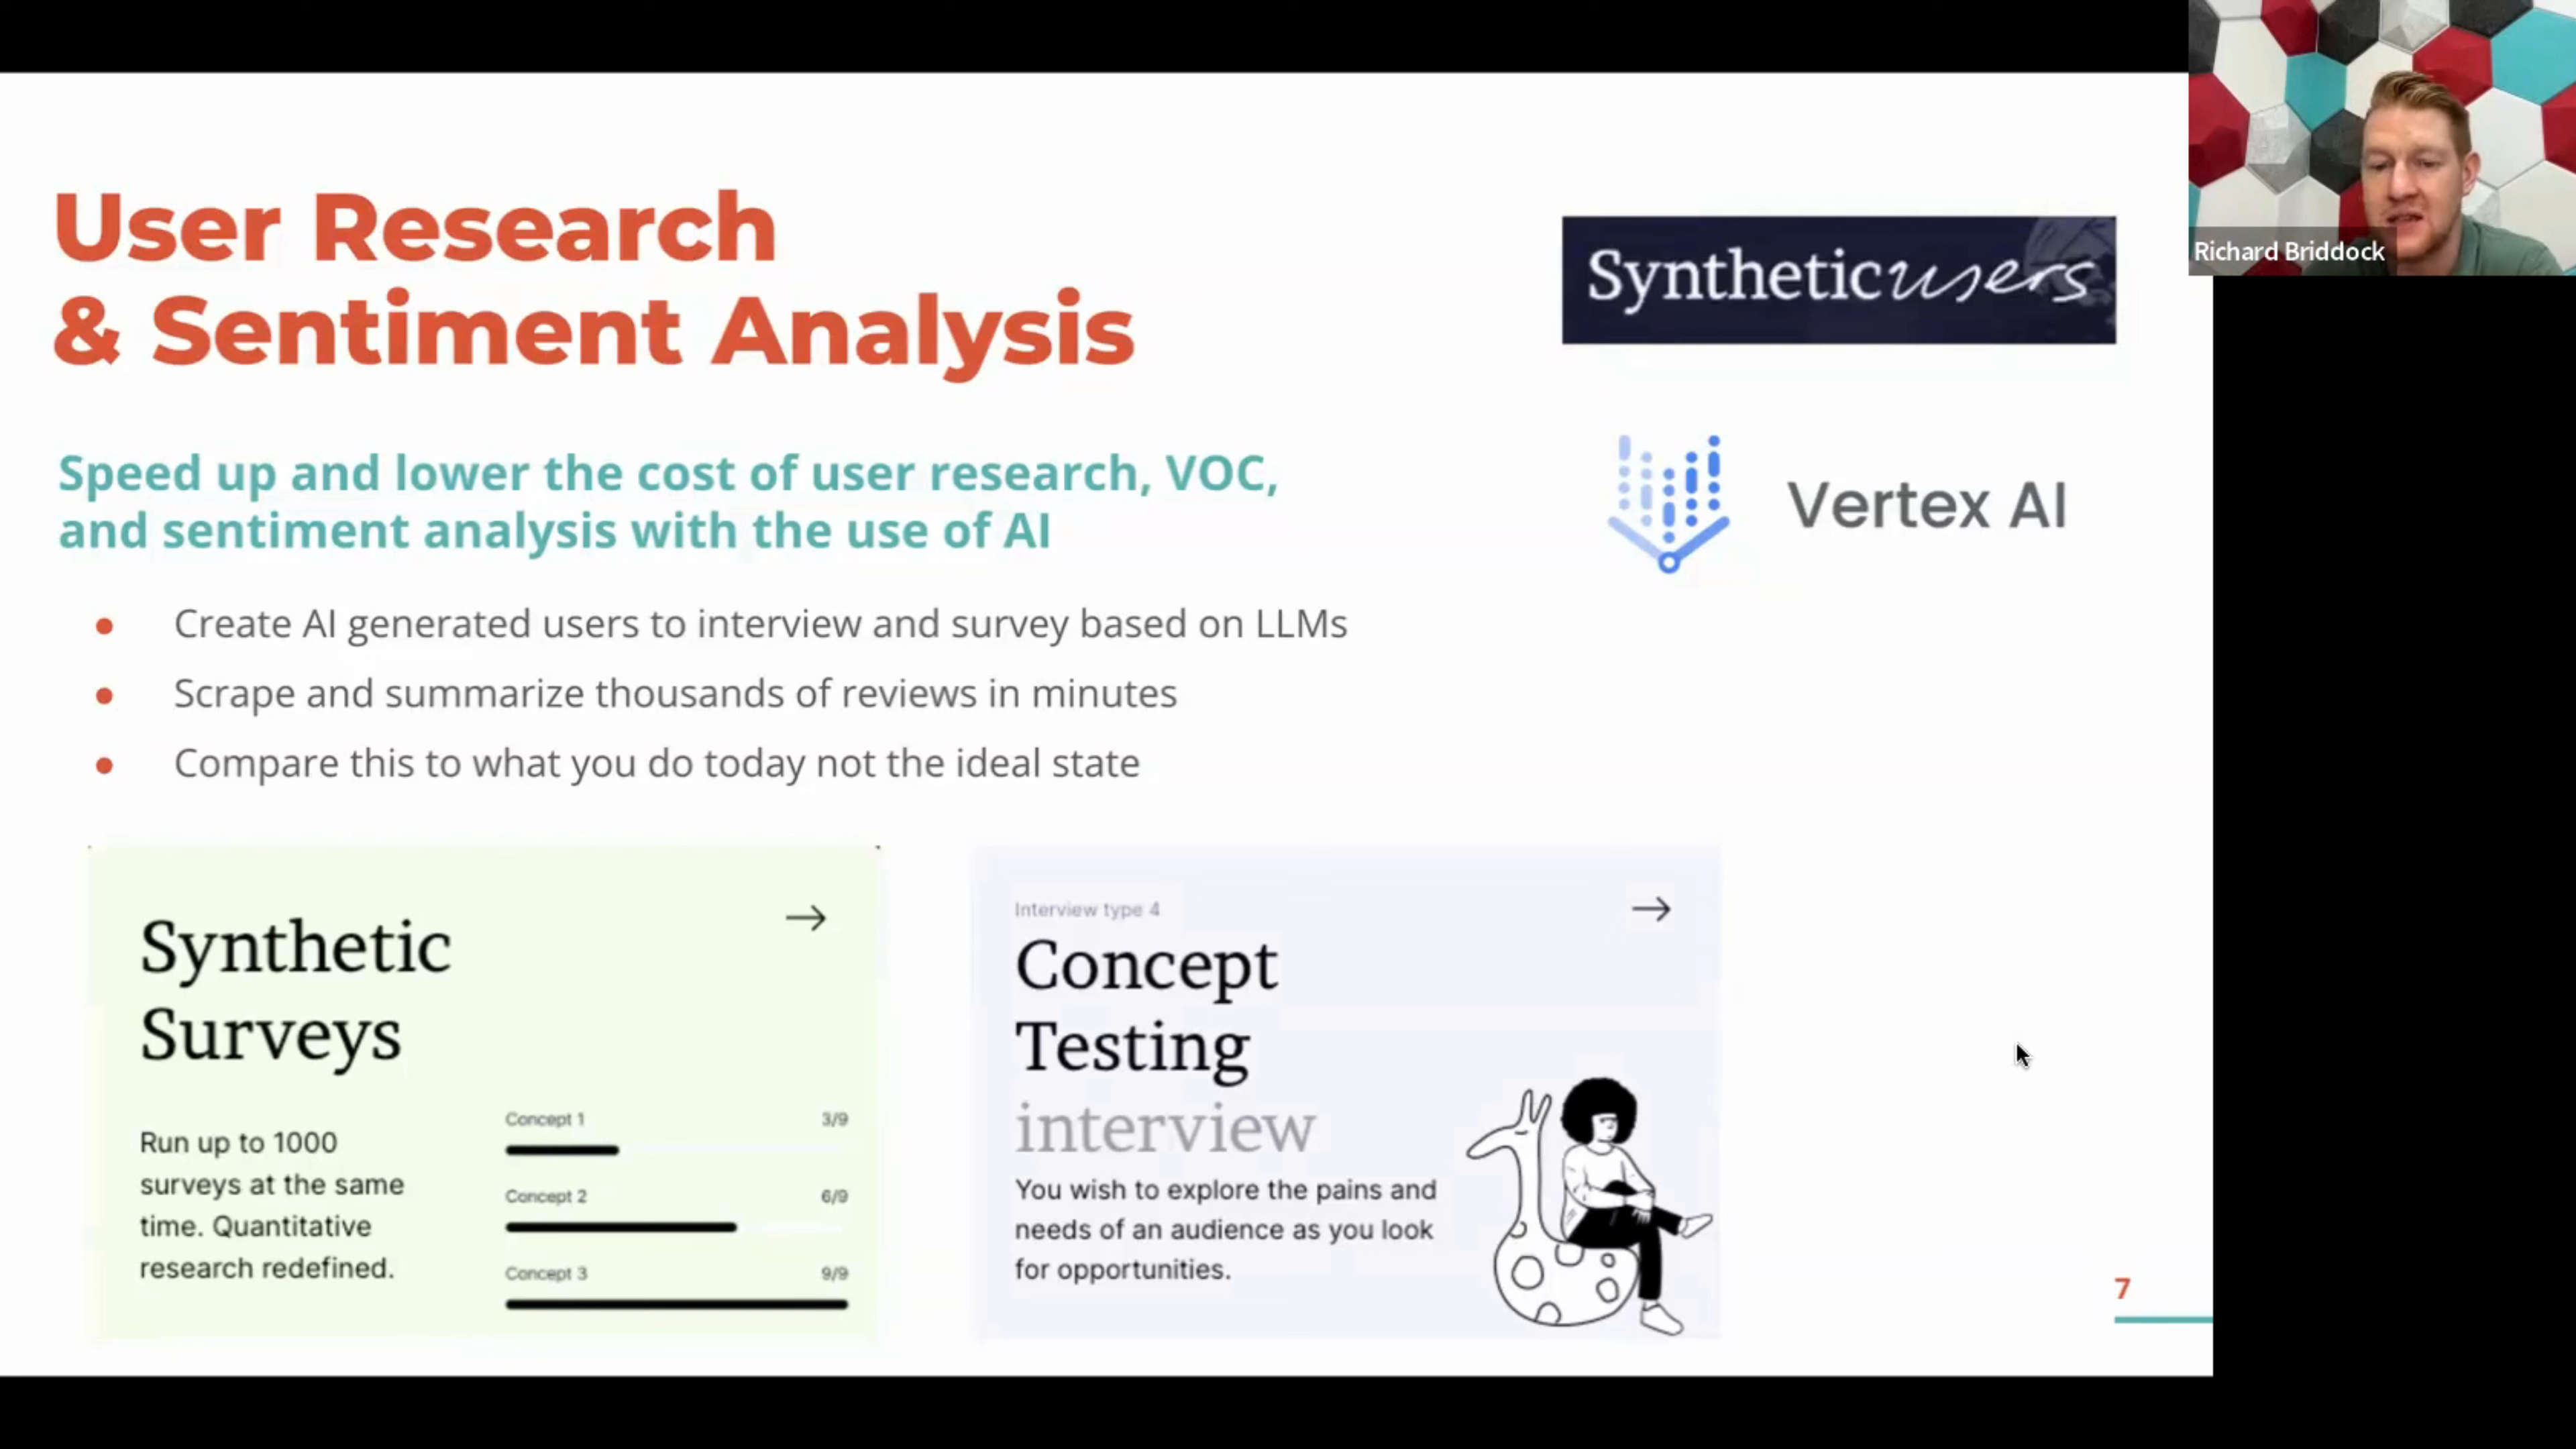 User Research
& Sentiment Analysis
Speed up and lower the cost of user research, VOC,
and sentiment analysis with the use of AI
Create AI generated users to interview and survey based on LLMs
Scrape and summarize thousands of reviews in minutes
Compare this to what you do today not the ideal state
Syntheticusers
Vertex AI
Richard Briddock
Synthetic
Surveys
Run up to 1000
surveys at the same
time. Quantitative
research redefined.
Concept 1 3/9
Concept 2 6/9
Concept 3 9/9
Interview type 4
Concept
Testing
interview
You wish to explore the pains and
needs of an audience as you look
for opportunities.
7